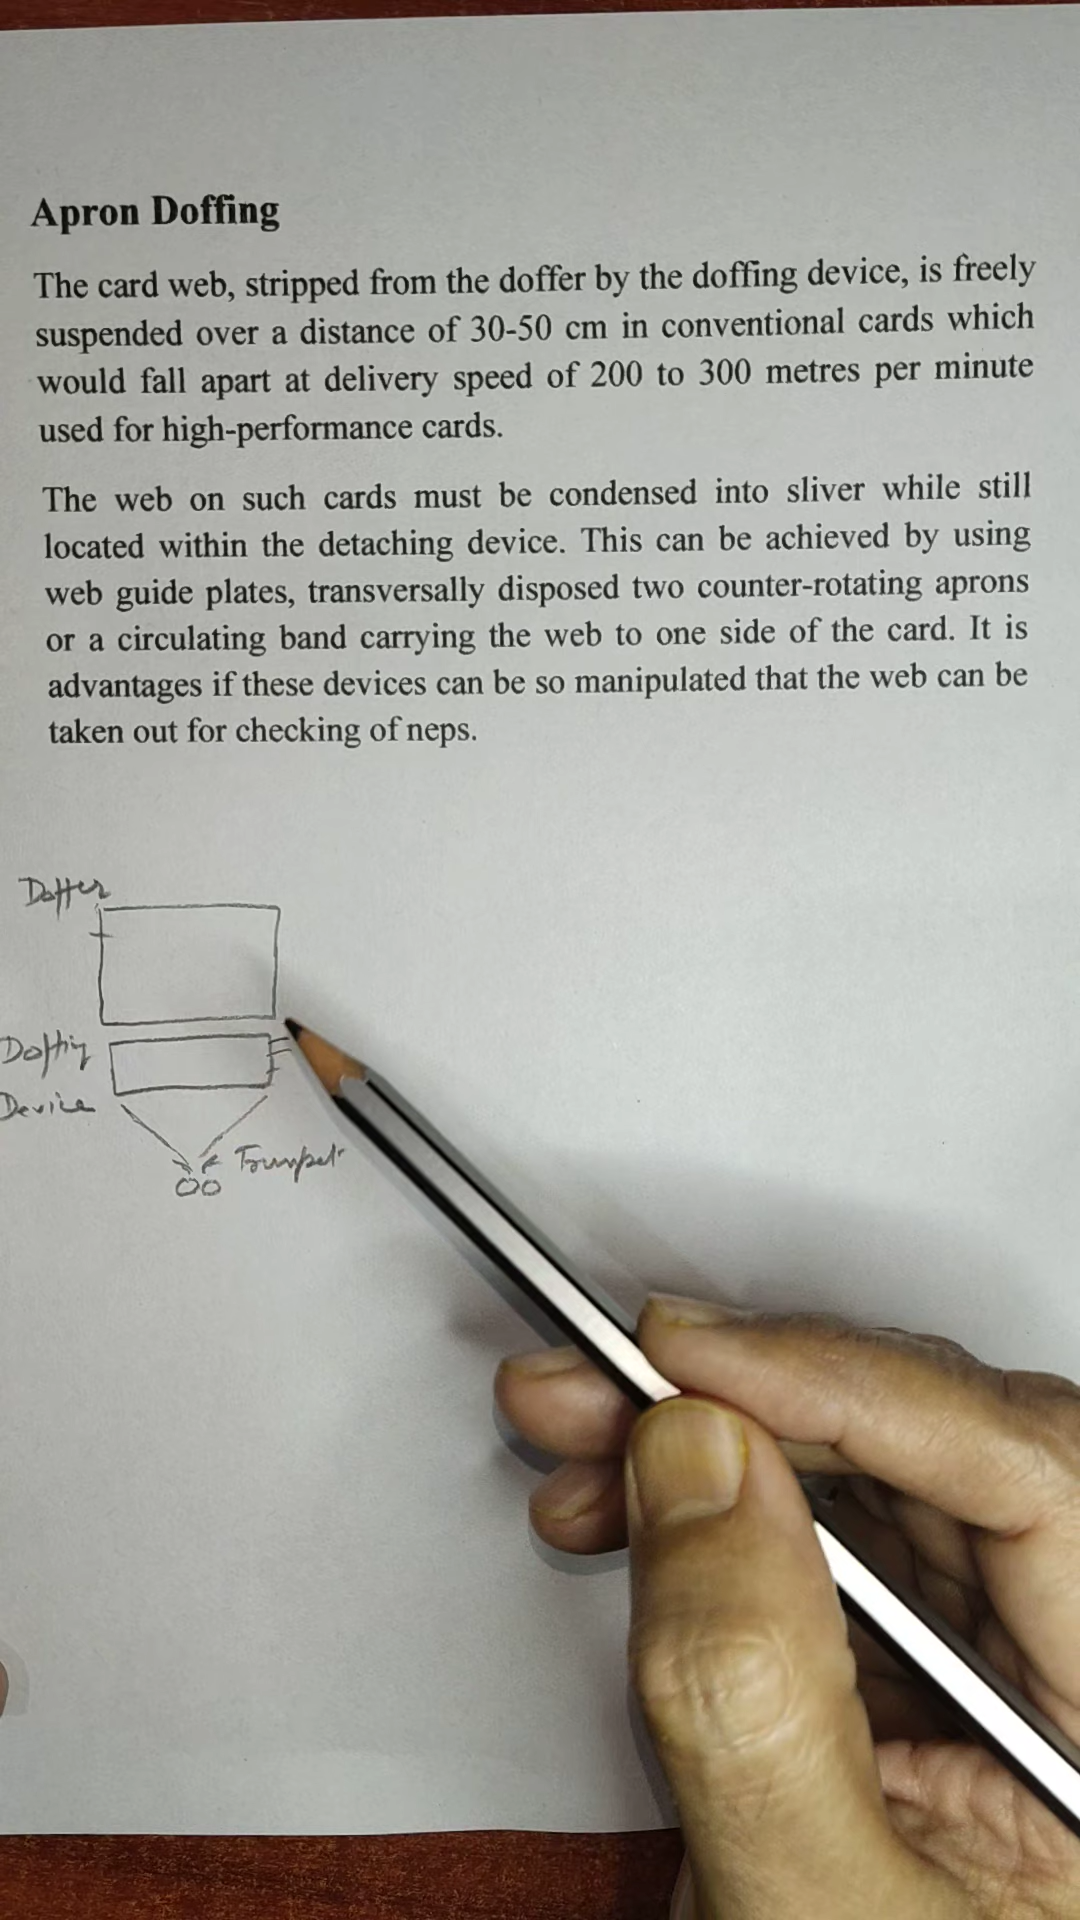 Apron Doffing
The card web, stripped from the doffer by the doffing device, is freely
suspended over a distance of 30-50 cm in conventional cards which
would fall apart at delivery speed of 200 to 300 metres per minute
used for high-performance cards.
The web on such cards must be condensed into sliver while still
located within the detaching device. This can be achieved by using
web guide plates, transversally disposed two counter-rotating aprons
or a circulating band carrying the web to one side of the card. It is
advantages if these devices can be so manipulated that the web can be
taken out for checking of neps.
Doffer
Doffing
Device
Trumpet